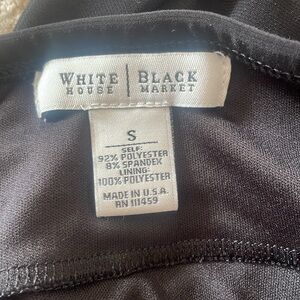 WHITE | BLACK
HOUSE | MARKET
S
SELF:
92% POLYESTER
8% SPANDEX
LINING:
100% POLYESTER
MADE IN U.S.A.
RN 111459